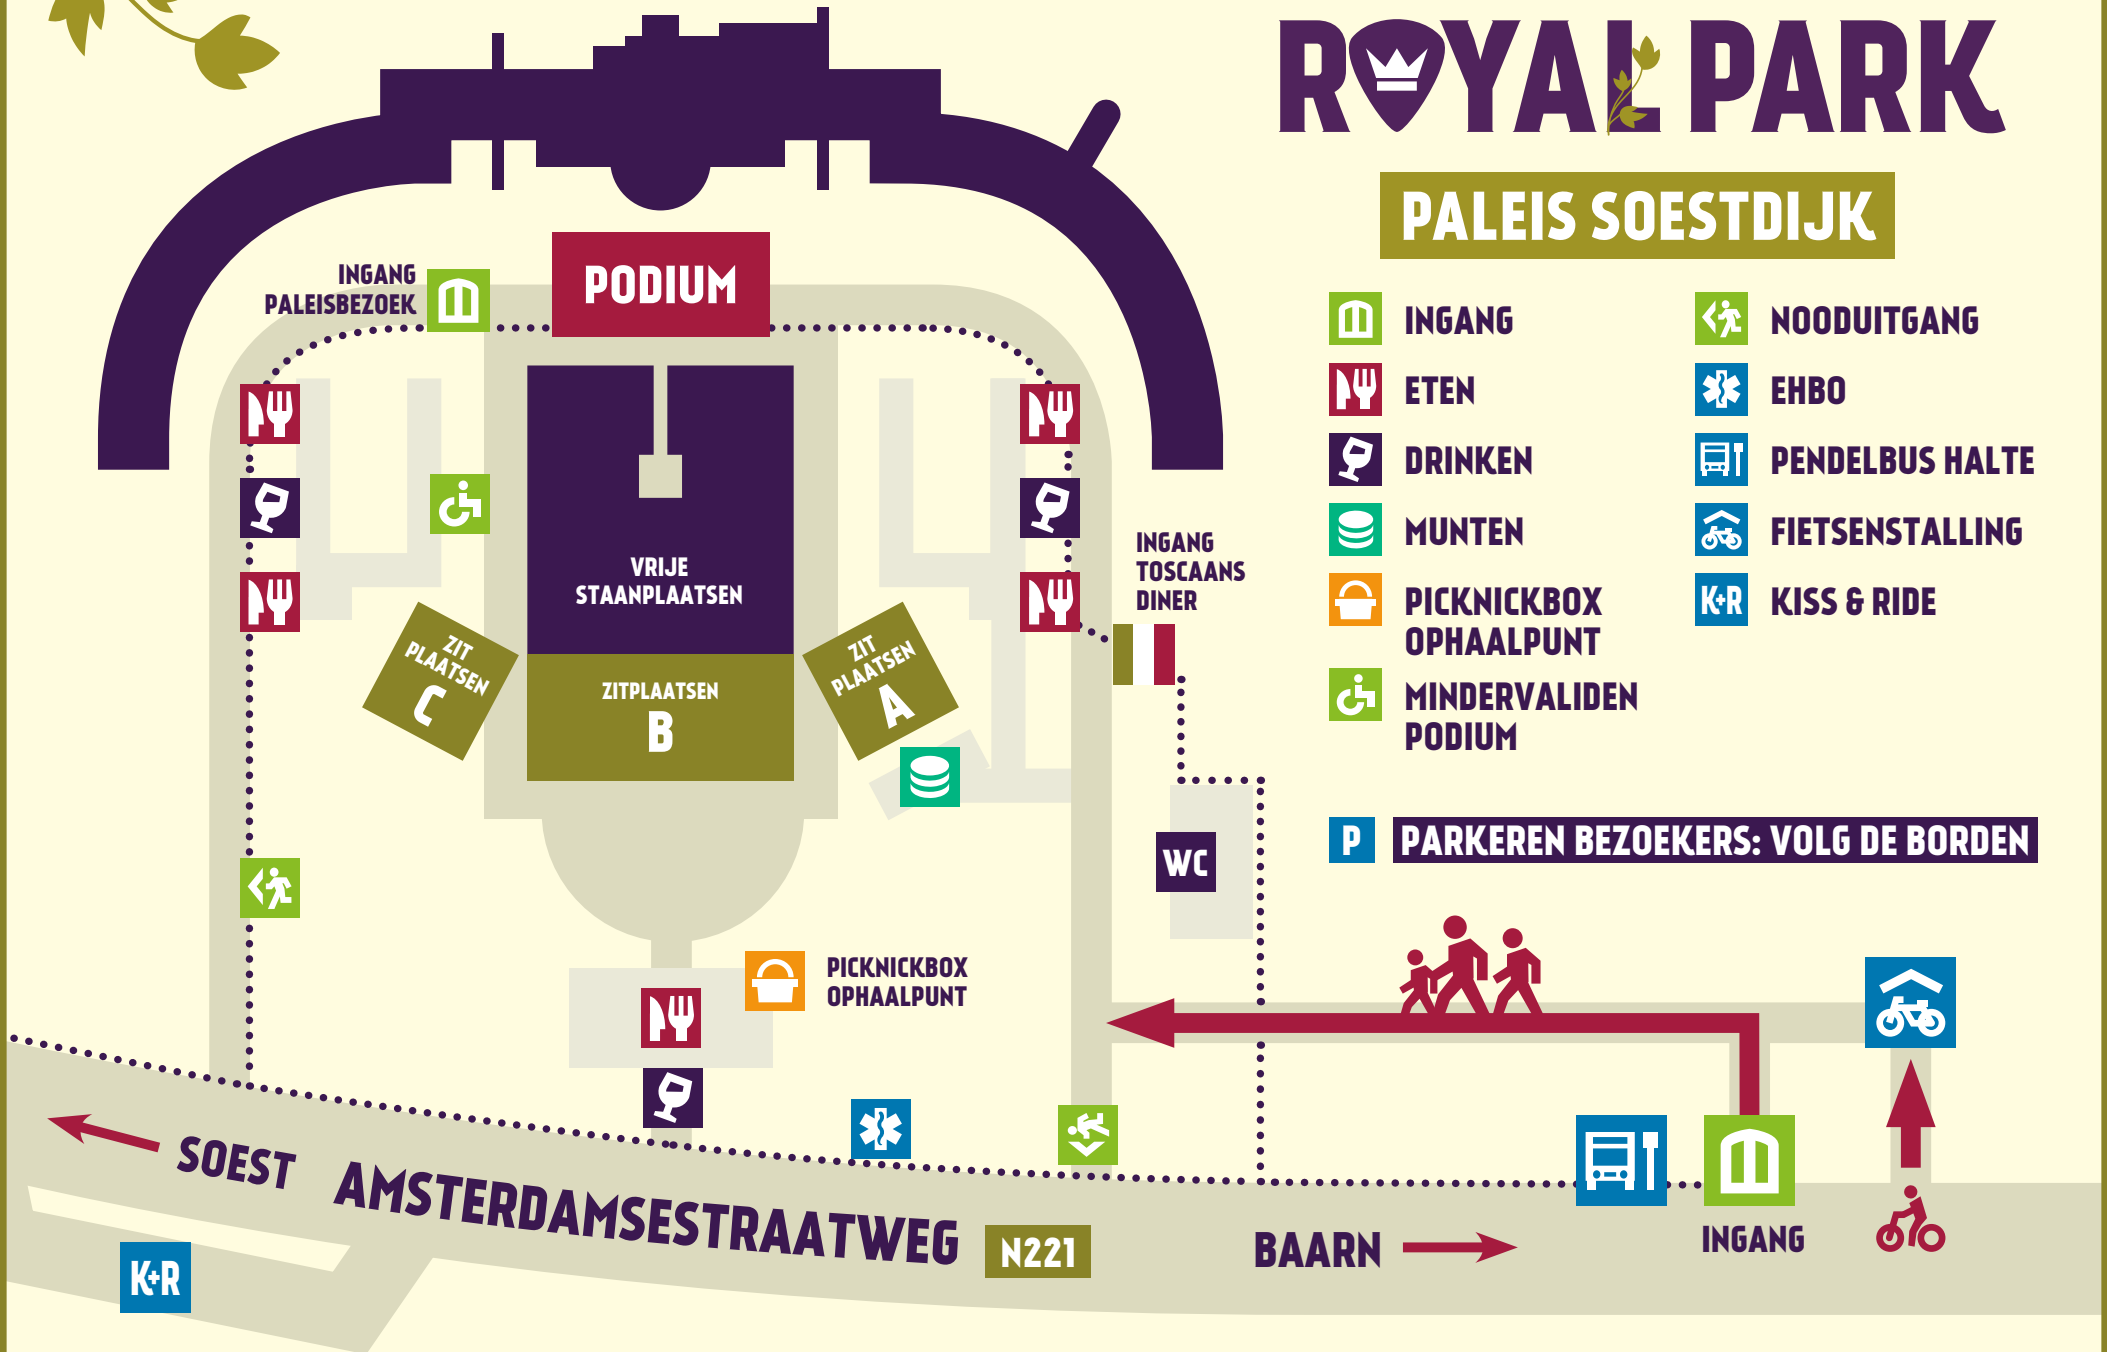 ROYAL PARK
PALEIS SOESTDIJK
INGANG
ETEN
DRINKEN
MUNTEN
PICKNICKBOX
OPHAALPUNT
MINDERVALIDEN
PODIUM
NOODUITGANG
EHBO
PENDELBUS HALTE
FIETSENSTALLING
K+R
KISS & RIDE
P
PARKEREN BEZOEKERS: VOLG DE BORDEN
INGANG
PALEISBEZOEK
PODIUM
VRIJE
STAANPLAATSEN
ZIT
PLAATSEN
C
ZITPLAATSEN
B
ZIT
PLAATSEN
A
INGANG
TOSCAANS
DINER
WC
PICKNICKBOX
OPHAALPUNT
SOEST
AMSTERDAMSESTRAATWEG
N221
BAARN
INGANG
K+R